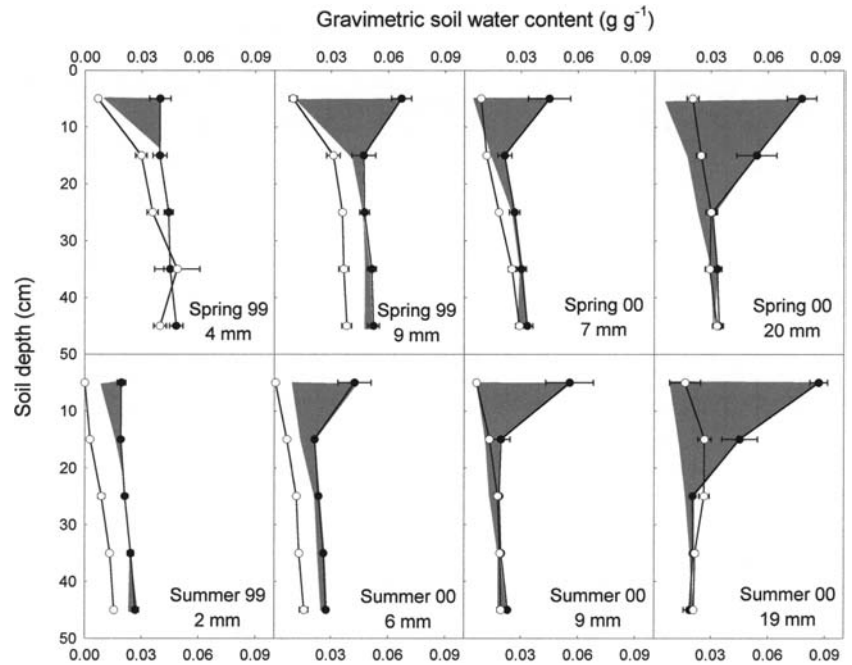 Gravimetric soil water content (g g⁻¹)
0.00 0.03 0.06 0.09 0.03 0.06 0.09 0.03 0.06 0.09 0.03 0.06 0.09
Soil depth (cm)
0
10
20
30
40
50
Spring 99
4 mm
Spring 99
9 mm
Spring 00
7 mm
Spring 00
20 mm
10
20
30
40
50
Summer 99
2 mm
Summer 00
6 mm
Summer 00
9 mm
Summer 00
19 mm
0.00 0.03 0.06 0.09 0.03 0.06 0.09 0.03 0.06 0.09 0.03 0.06 0.09